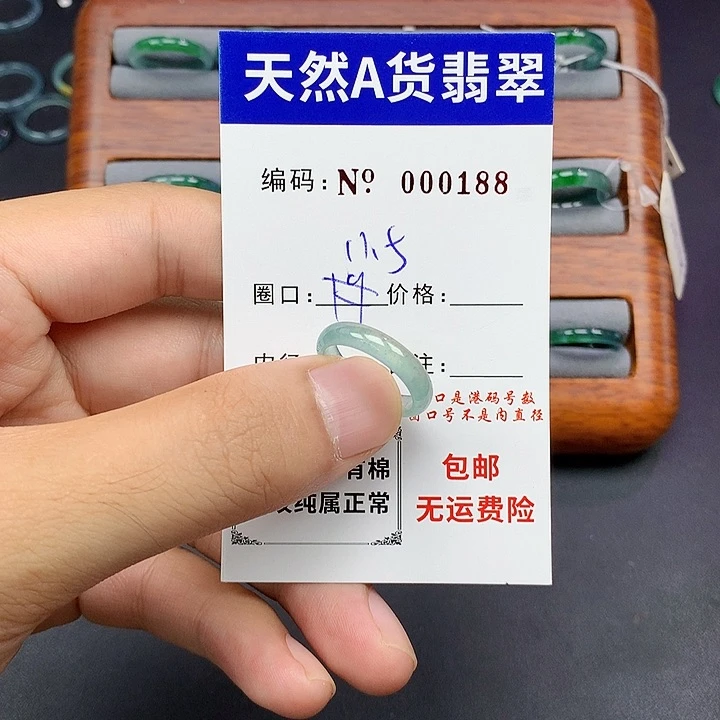 天然A货翡翠
编码: Nº 000188
11.5
圈口: 价格:
注:
口是港码号数
口号不是内直径
有棉 包邮
纯属正常 无运费险